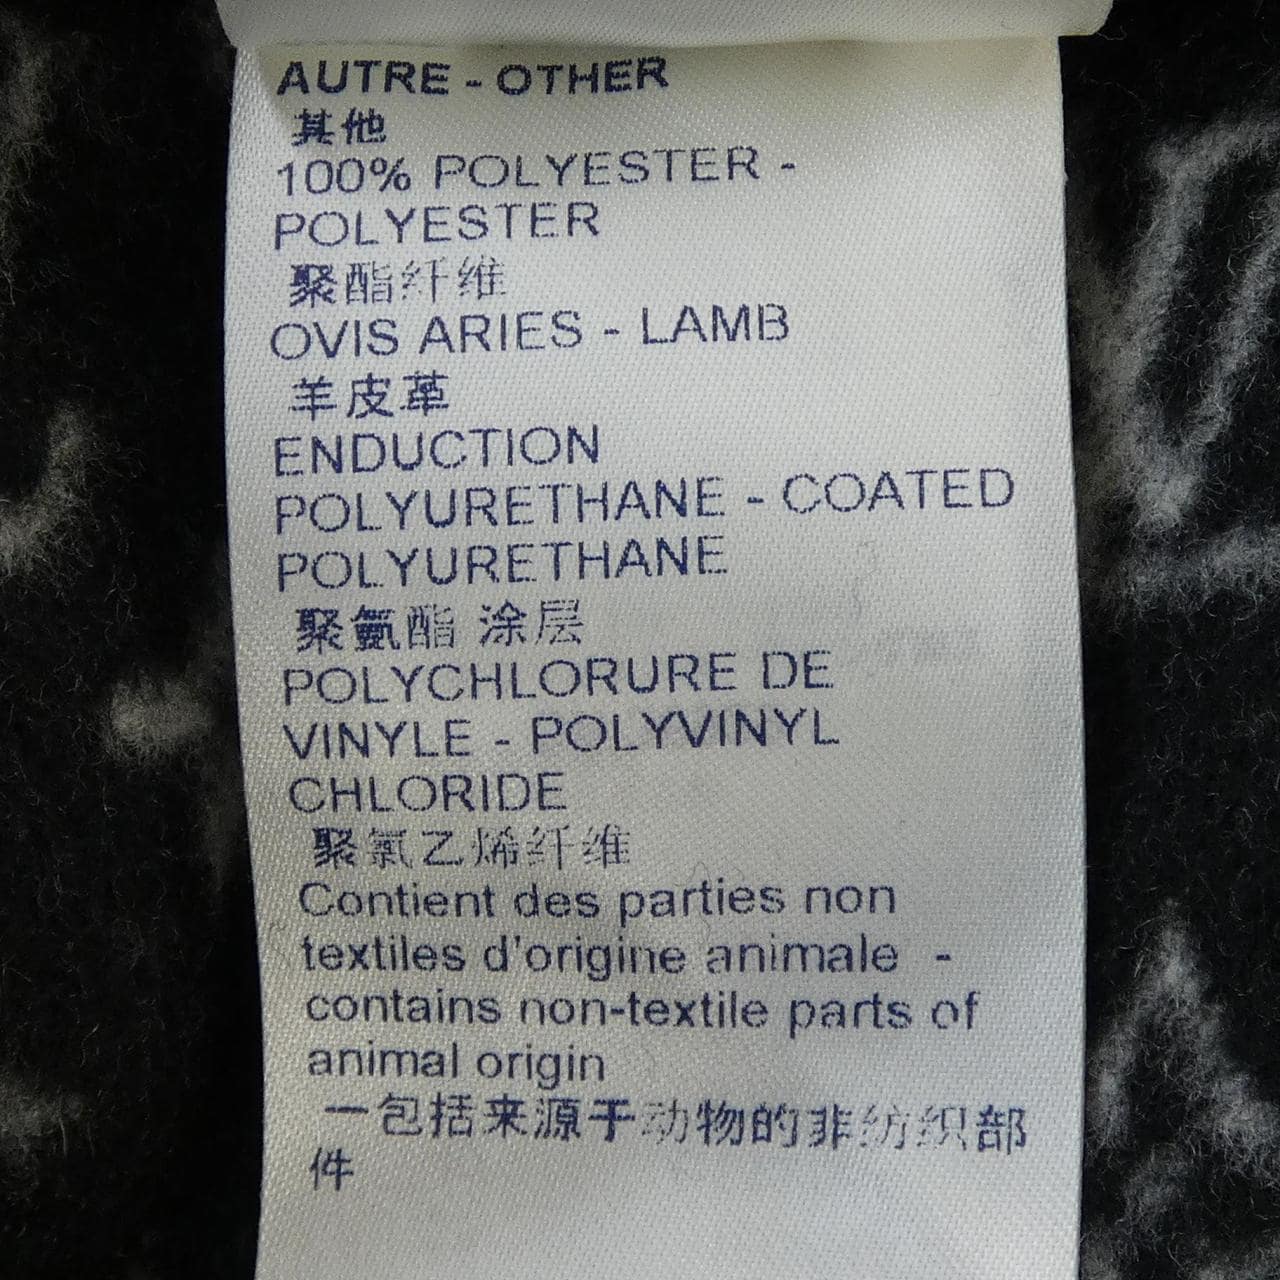 AUTRE - OTHER
其他
100% POLYESTER -
POLYESTER
聚酯纤维
OVIS ARIES - LAMB
羊皮革
ENDUCTION
POLYURETHANE - COATED
POLYURETHANE
聚氨酯 涂层
POLYCHLORURE DE
VINYLE - POLYVINYL
CHLORIDE
聚氯乙烯纤维
Contient des parties non
textiles d'origine animale -
contains non-textile parts of
animal origin
一包括来源于动物的非纺织部
件